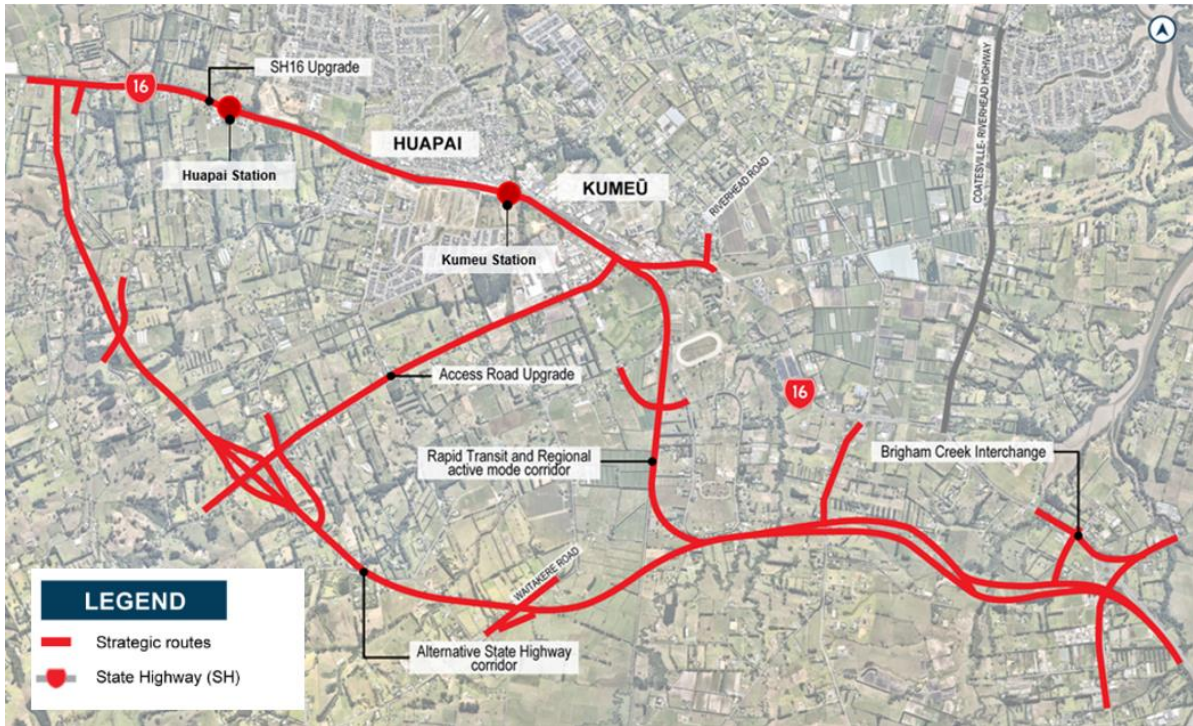 16
SH16 Upgrade
Huapai Station
HUAPAI
KUMEŪ
Kumeu Station
RIVERHEAD ROAD
COATESVILLE- RIVERHEAD HIGHWAY
Access Road Upgrade
16
Rapid Transit and Regional
active mode corridor
Brigham Creek Interchange
WAITAKERE ROAD
Alternative State Highway
corridor
LEGEND
Strategic routes
State Highway (SH)